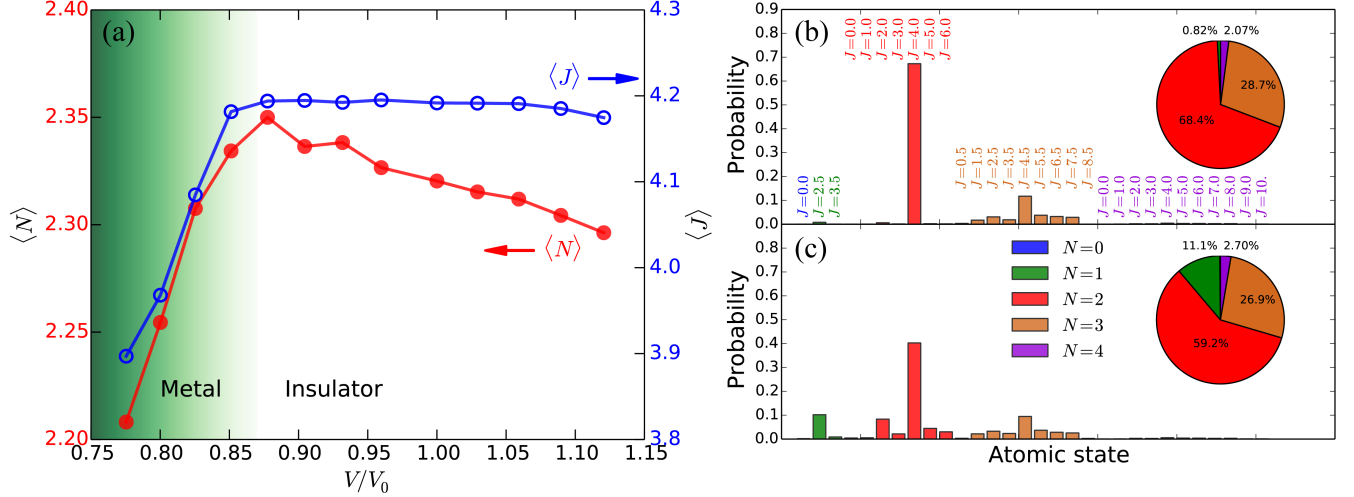 (a)
⟨N⟩
2.35
2.30
2.25
2.20
4.3
4.2
4.1
4.0
3.9
3.8
⟨J⟩
⟨J⟩
⟨N⟩
Metal
Insulator
0.75 0.80 0.85 0.90 0.95 1.00 1.05 1.10 1.15
V/V₀
(b)
Probability
0.9
0.8
0.7
0.6
0.5
0.4
0.3
0.2
0.1
0.0
J=0.0
J=2.5
J=3.5
J=0.0
J=1.0
J=2.0
J=3.0
J=4.0
J=5.0
J=6.0
J=0.5
J=1.5
J=2.5
J=3.5
J=4.5
J=5.5
J=6.5
J=7.5
J=8.5
J=0.0
J=1.0
J=2.0
J=3.0
J=4.0
J=5.0
J=6.0
J=7.0
J=8.0
J=9.0
J=10.
0.82%
2.07%
28.7%
68.4%
(c)
Probability
0.8
0.7
0.6
0.5
0.4
0.3
0.2
0.1
0.0
N=0
N=1
N=2
N=3
N=4
11.1%
2.70%
26.9%
59.2%
Atomic state